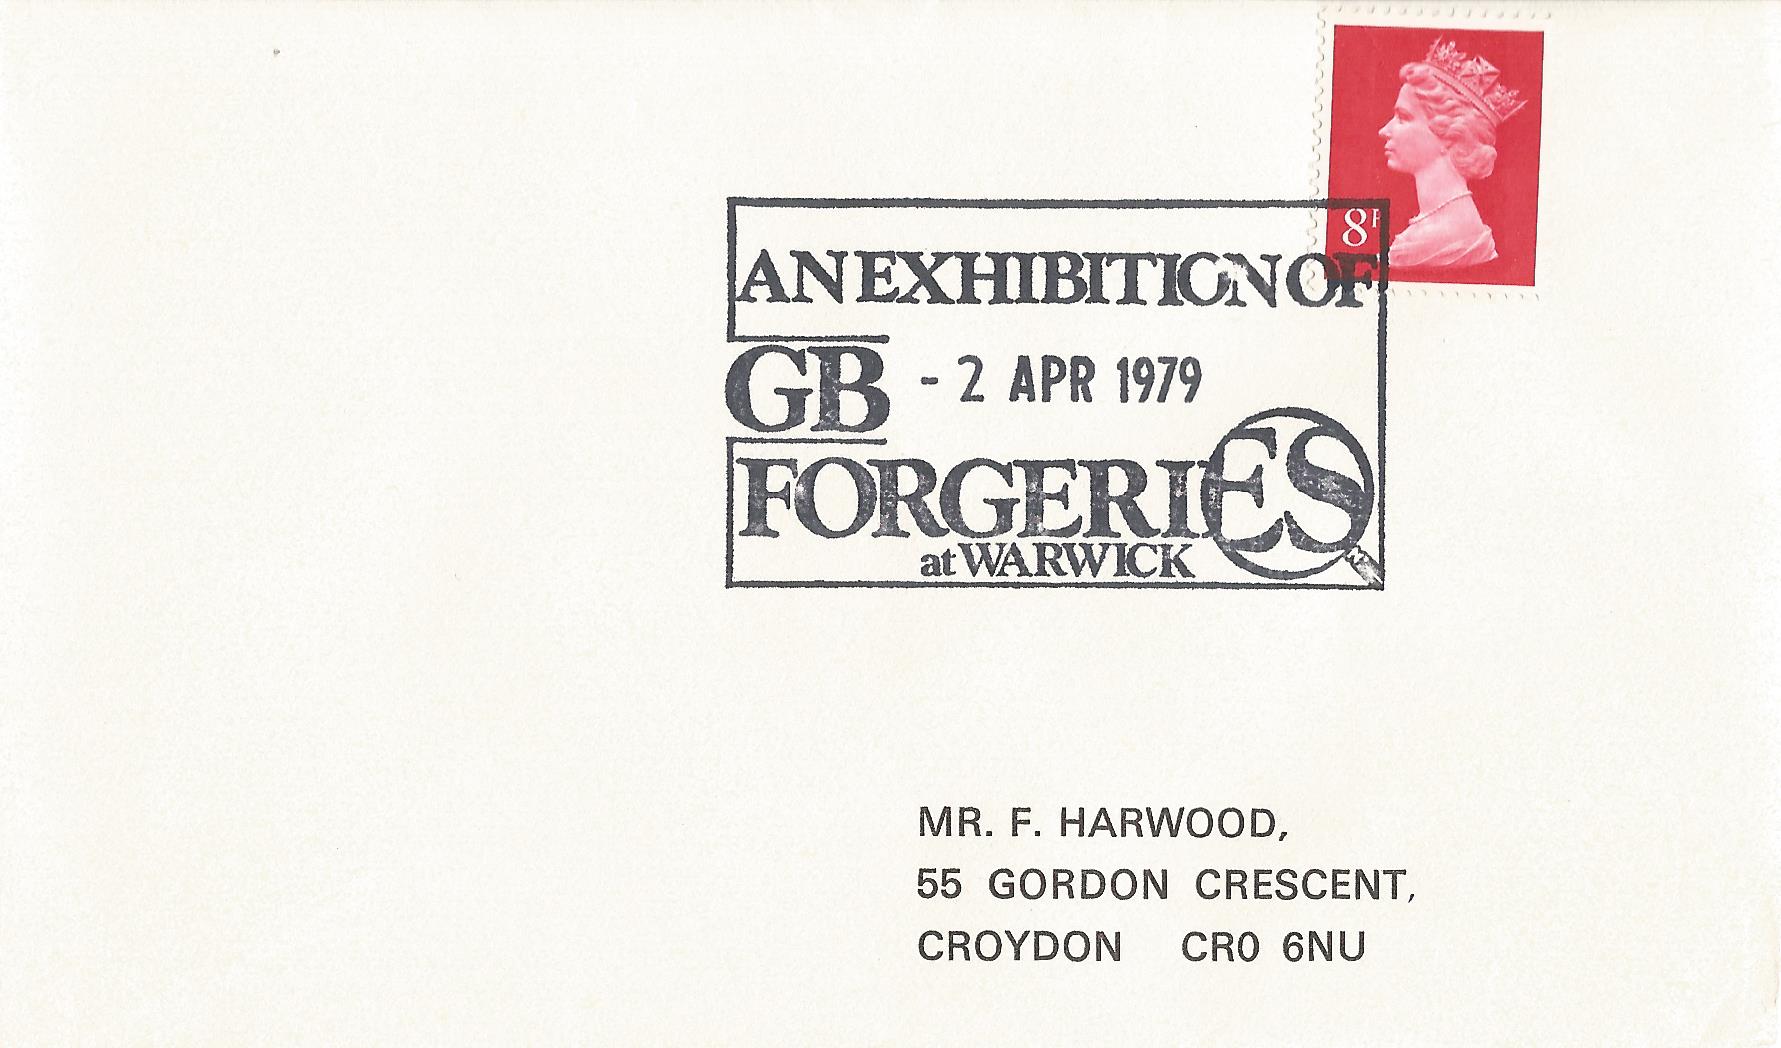 8P
AN EXHIBITION OF
GB - 2 APR 1979
FORGERIES
at WARWICK
MR. F. HARWOOD,
55 GORDON CRESCENT,
CROYDON CR0 6NU